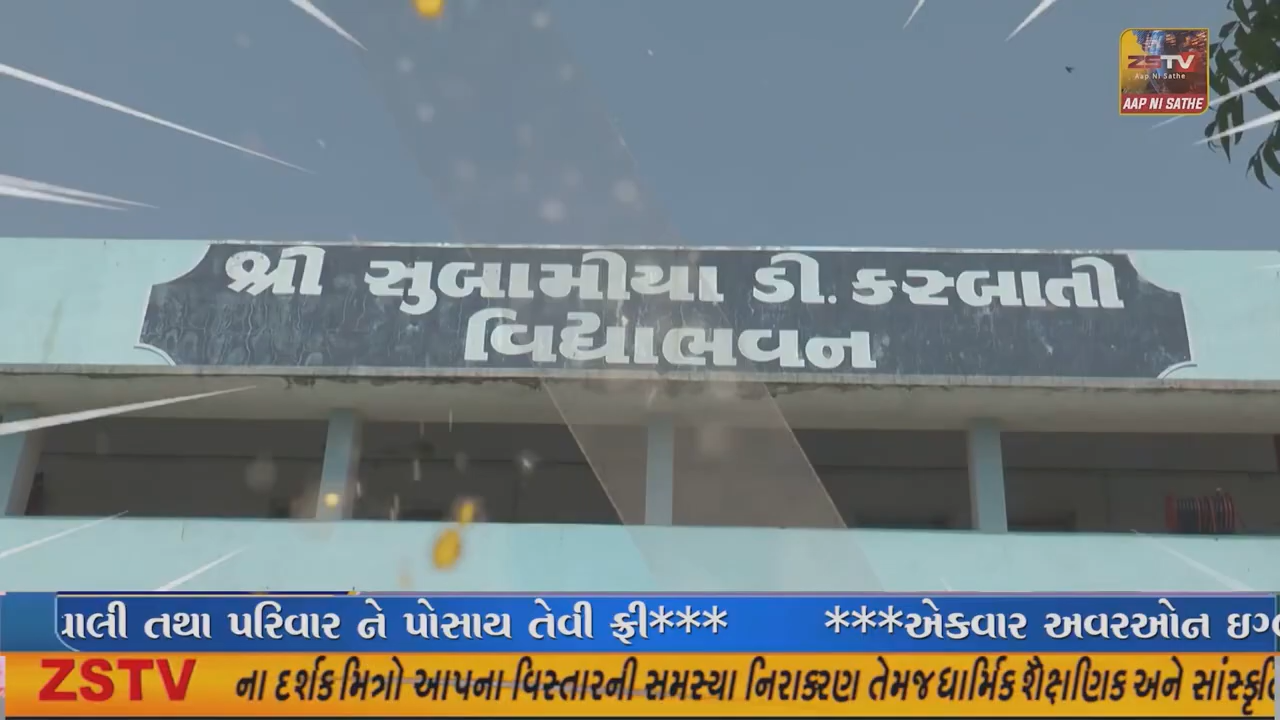 ZSTV
Aap Ni Sathe
AAP NI SATHE
શ્રી સુબામીયા ડી. કરબાતી
વિદ્યાભવન
વાલી તથા પરિવાર ને પોસાય તેવી ફ્રી*** ***એકવાર અવરઓન
ZSTV ના દર્શક મિત્રો આપના વિસ્તારની સમસ્યા નિરાકરણ તેમજ ધાર્મિક શૈક્ષણિક અને